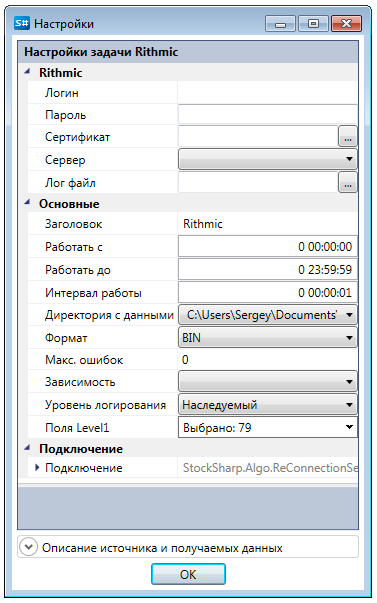 S# Настройки
Настройки задачи Rithmic
Rithmic
Логин
Пароль
Сертификат ...
Сервер
Лог файл ...
Основные
Заголовок Rithmic
Работать с 0 00:00:00
Работать до 0 23:59:59
Интервал работы 0 00:00:01
Директория с данными C:\Users\Sergey\Documents\
Формат BIN
Макс. ошибок 0
Зависимость
Уровень логирования Наследуемый
Поля Level1 Выбрано: 79
Подключение
Подключение StockSharp.Algo.ReConnectionSe
Описание источника и получаемых данных
OK